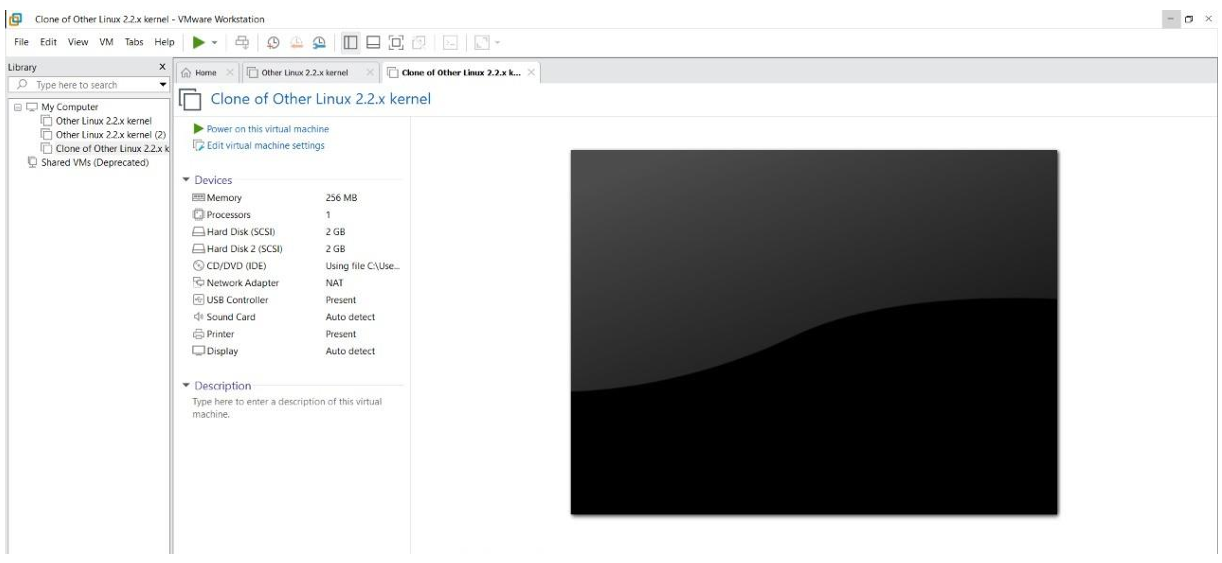 Clone of Other Linux 2.2.x kernel - VMware Workstation
File Edit View VM Tabs Help
Library X
Type here to search
My Computer
Other Linux 2.2.x kernel
Other Linux 2.2.x kernel (2)
Clone of Other Linux 2.2.x k
Shared VMs (Deprecated)
Home Other Linux 2.2.x kernel Clone of Other Linux 2.2.x k...
Clone of Other Linux 2.2.x kernel
Power on this virtual machine
Edit virtual machine settings
Devices
Memory 256 MB
Processors 1
Hard Disk (SCSI) 2 GB
Hard Disk 2 (SCSI) 2 GB
CD/DVD (IDE) Using file C:\Use...
Network Adapter NAT
USB Controller Present
Sound Card Auto detect
Printer Present
Display Auto detect
Description
Type here to enter a description of this virtual
machine.